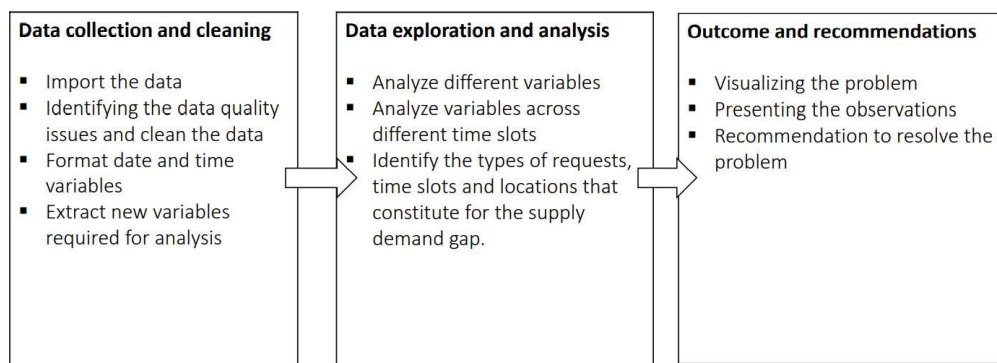 Data collection and cleaning
▪ Import the data
▪ Identifying the data quality
issues and clean the data
▪ Format date and time
variables
▪ Extract new variables
required for analysis
Data exploration and analysis
▪ Analyze different variables
▪ Analyze variables across
different time slots
▪ Identify the types of requests,
time slots and locations that
constitute for the supply
demand gap.
Outcome and recommendations
▪ Visualizing the problem
▪ Presenting the observations
▪ Recommendation to resolve the
problem